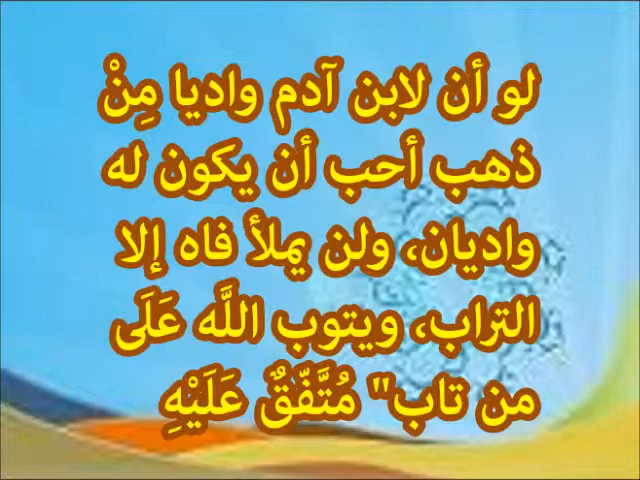 لو أن لابن آدم واديا مِنْ
ذهب أحب أن يكون له
واديان، ولن يملأ فاه إلا
التراب، ويتوب اللَّه عَلَى
من تاب" مُتَّفَقٌ عَلَيْهِ